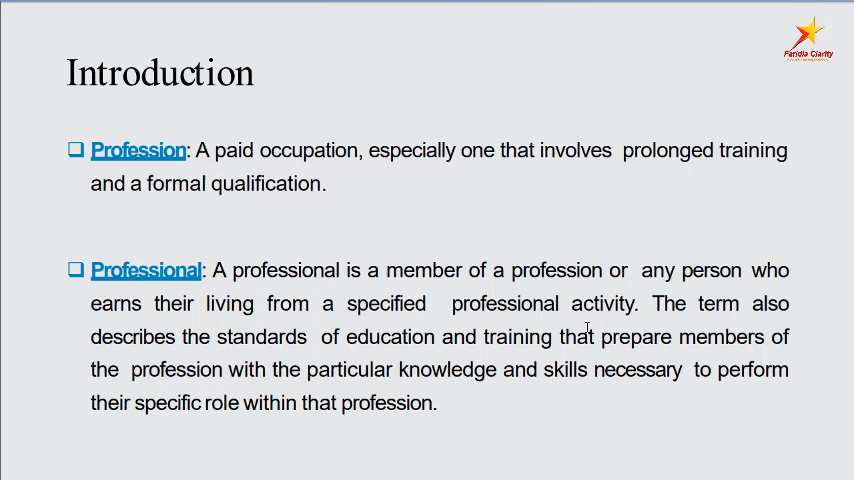 Faridia Clarity
Introduction
❑ Profession: A paid occupation, especially one that involves prolonged training
and a formal qualification.
❑ Professional: A professional is a member of a profession or any person who
earns their living from a specified professional activity. The term also
describes the standards of education and training that prepare members of
the profession with the particular knowledge and skills necessary to perform
their specific role within that profession.